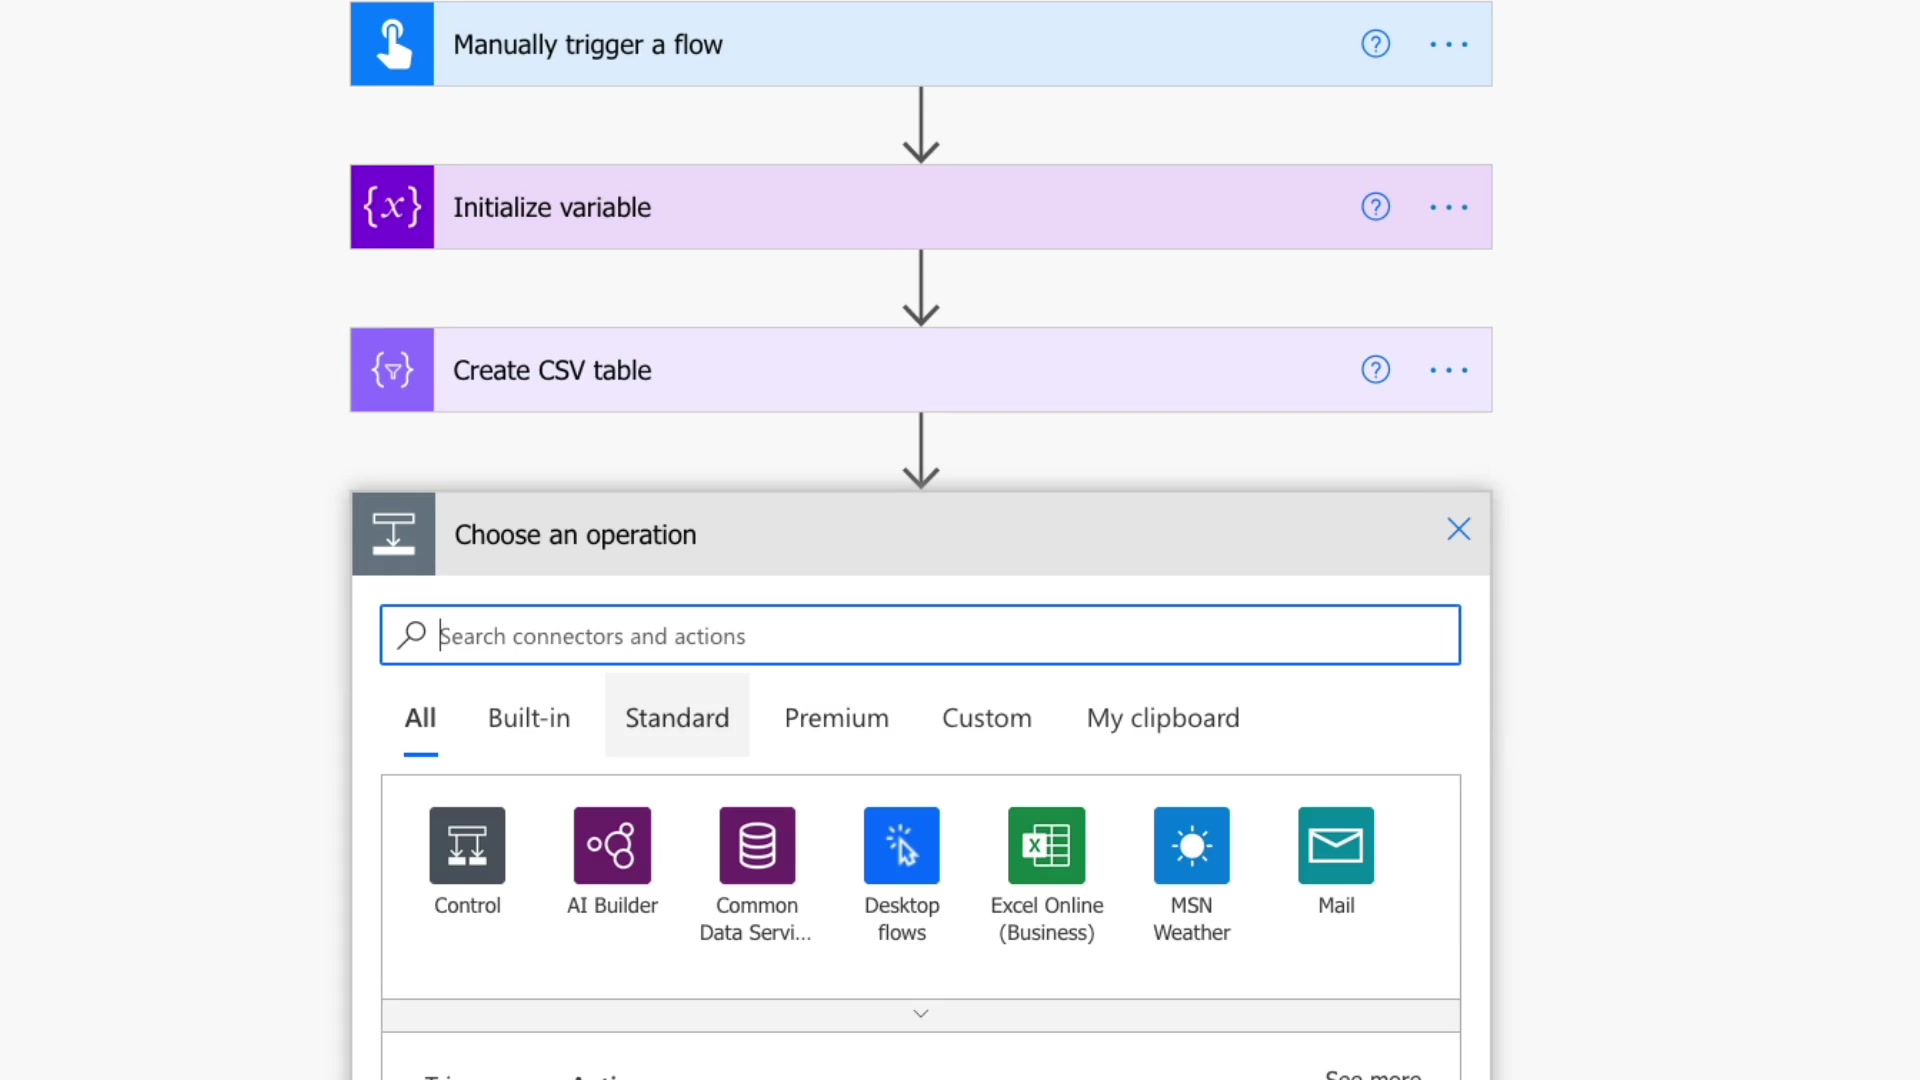 Manually trigger a flow
{x} Initialize variable
Create CSV table
Choose an operation
Search connectors and actions
All Built-in Standard Premium Custom My clipboard
Control AI Builder Common Desktop Excel Online MSN Mail
Data Servi... flows (Business) Weather
See more